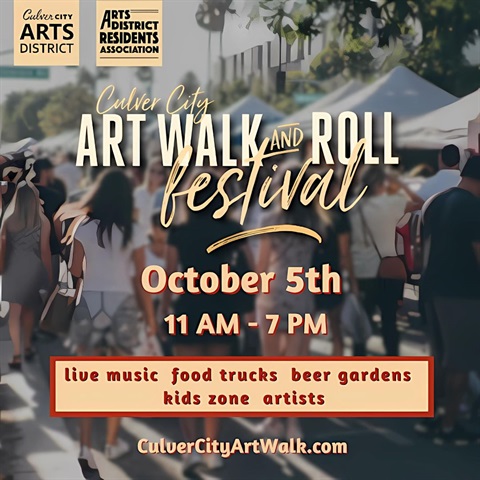 Culver CITY
ARTS
DISTRICT
ARTS
DISTRICT
RESIDENTS
ASSOCIATION
Culver City
ART WALK AND ROLL
festival
October 5th
11 AM - 7 PM
live music food trucks beer gardens
kids zone artists
CulverCityArtWalk.com